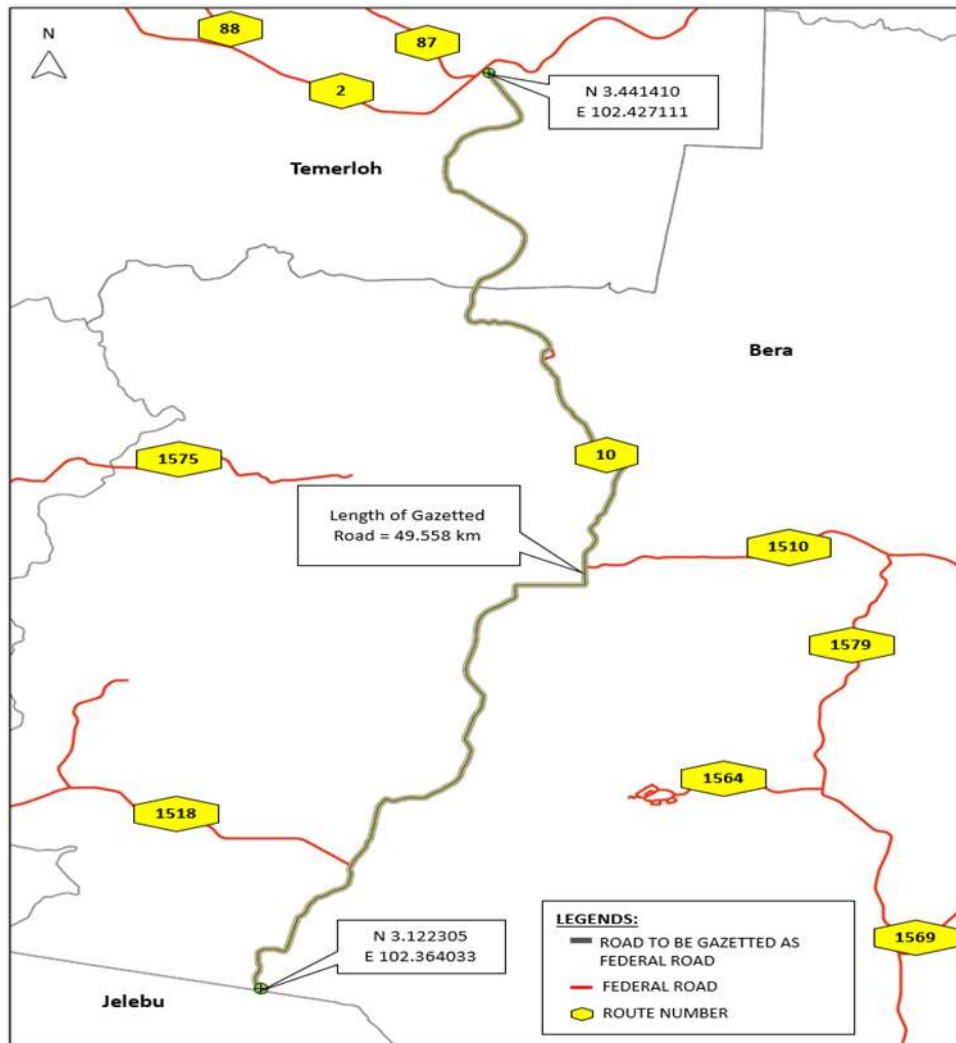 N
88
87
2
N 3.441410
E 102.427111
Temerloh
Bera
10
1575
Length of Gazetted
Road = 49.558 km
1510
1579
1564
1518
1569
N 3.122305
E 102.364033
Jelebu
LEGENDS:
ROAD TO BE GAZETTED AS
FEDERAL ROAD
FEDERAL ROAD
ROUTE NUMBER